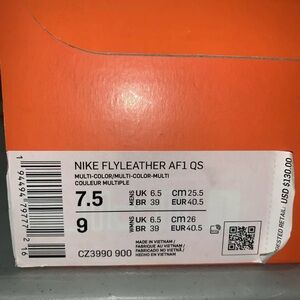 NIKE FLYLEATHER AF1 QS
MULTI-COLOR/MULTI-COLOR-MULTI
COULEUR MULTIPLE
7.5 MENS UK 6.5 CM 25.5
BR 39 EUR 40.5
9 WMNS UK 6.5 CM 26
BR 39 EUR 40.5
CZ3990 900
MADE IN VIETNAM/
FABRIQUÉ AU VIETNAM/
FABRICADO NO VIETNÃ/
HECHO EN VIETNAM
SUGGESTED RETAIL: USD $130.00